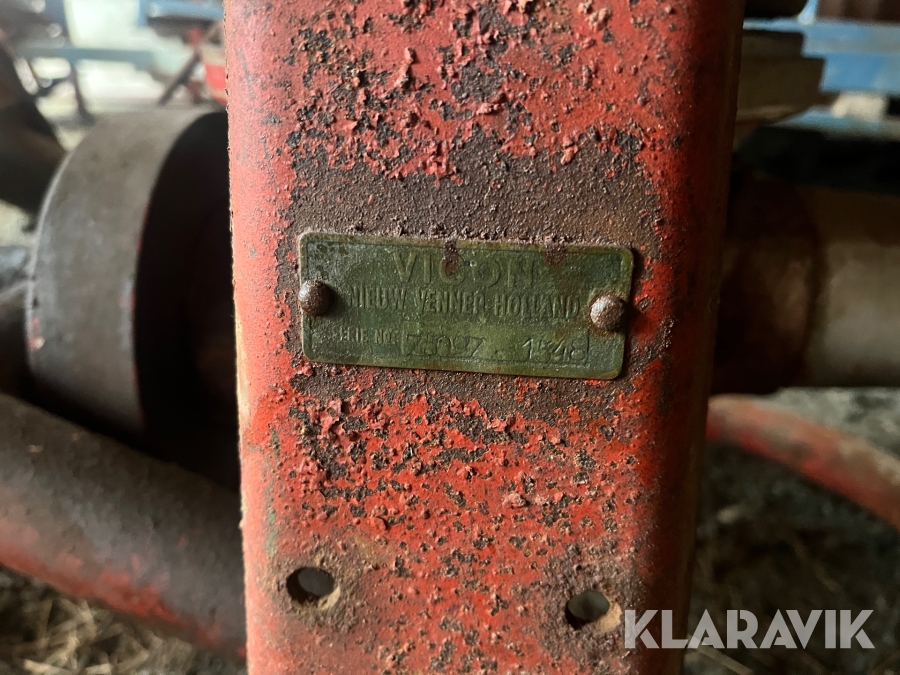 VICON
NIEUW VENNEP HOLLAND
SERIE No:
KLARAVIK